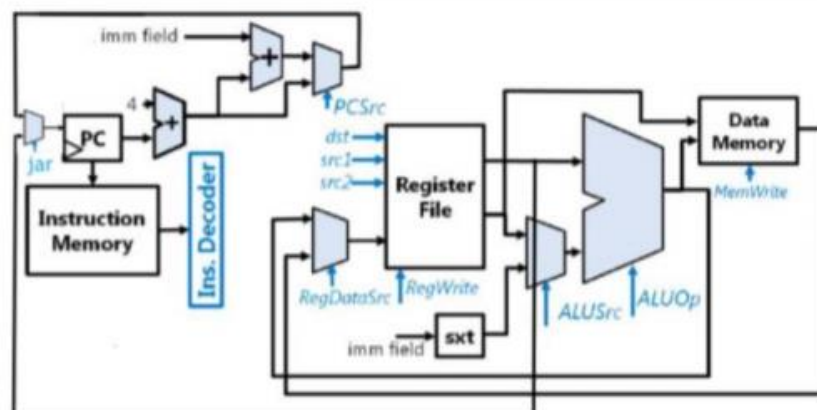 imm field
+
4
+
PCSrc
jar
PC
Instruction
Memory
Ins. Decoder
dst
src1
src2
Register
File
RegDataSrc
RegWrite
imm field
sxt
ALUSrc
ALUOp
Data
Memory
MemWrite